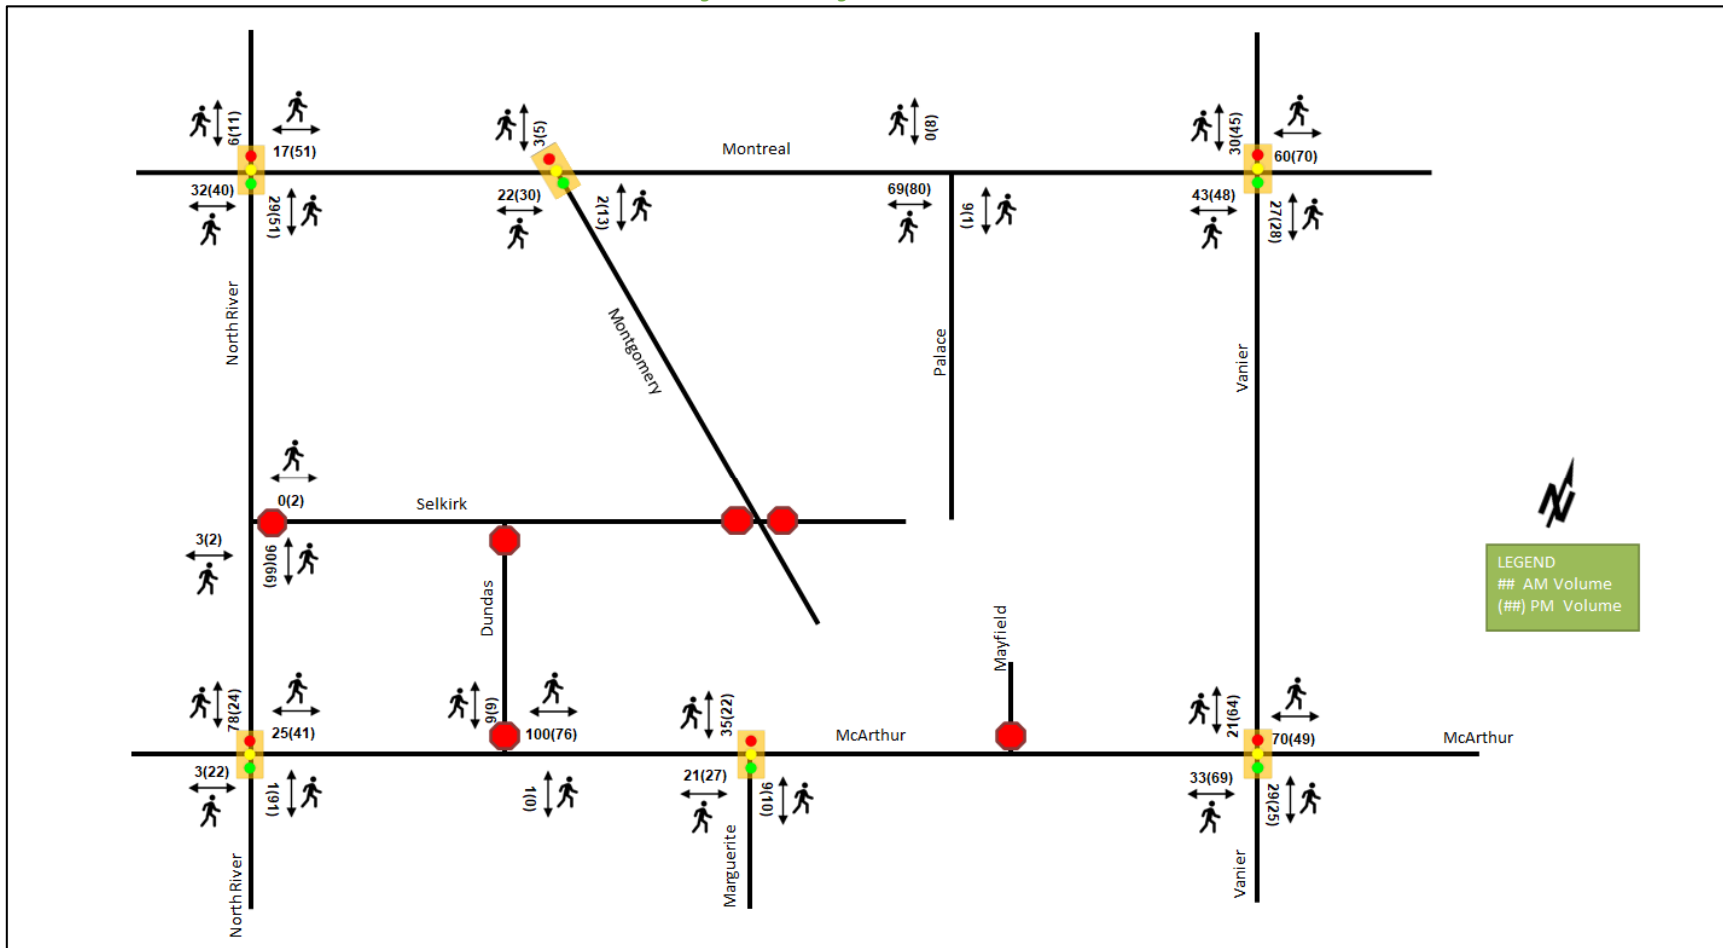 6(11)
17(51)
32(40)
29(51)
3(5)
22(30)
2(13)
Montreal
0(8)
69(80)
9(1)
30(45)
60(70)
43(48)
27(28)
North River
Montgomery
Palace
Vanier
0(2)
Selkirk
3(2)
90(66)
Dundas
Mayfield
LEGEND
## AM Volume
(##) PM Volume
78(24)
25(41)
3(22)
1(91)
9(9)
100(76)
1(0)
35(22)
21(27)
9(10)
McArthur
21(64)
70(49)
33(69)
29(25)
McArthur
North River
Marguerite
Vanier